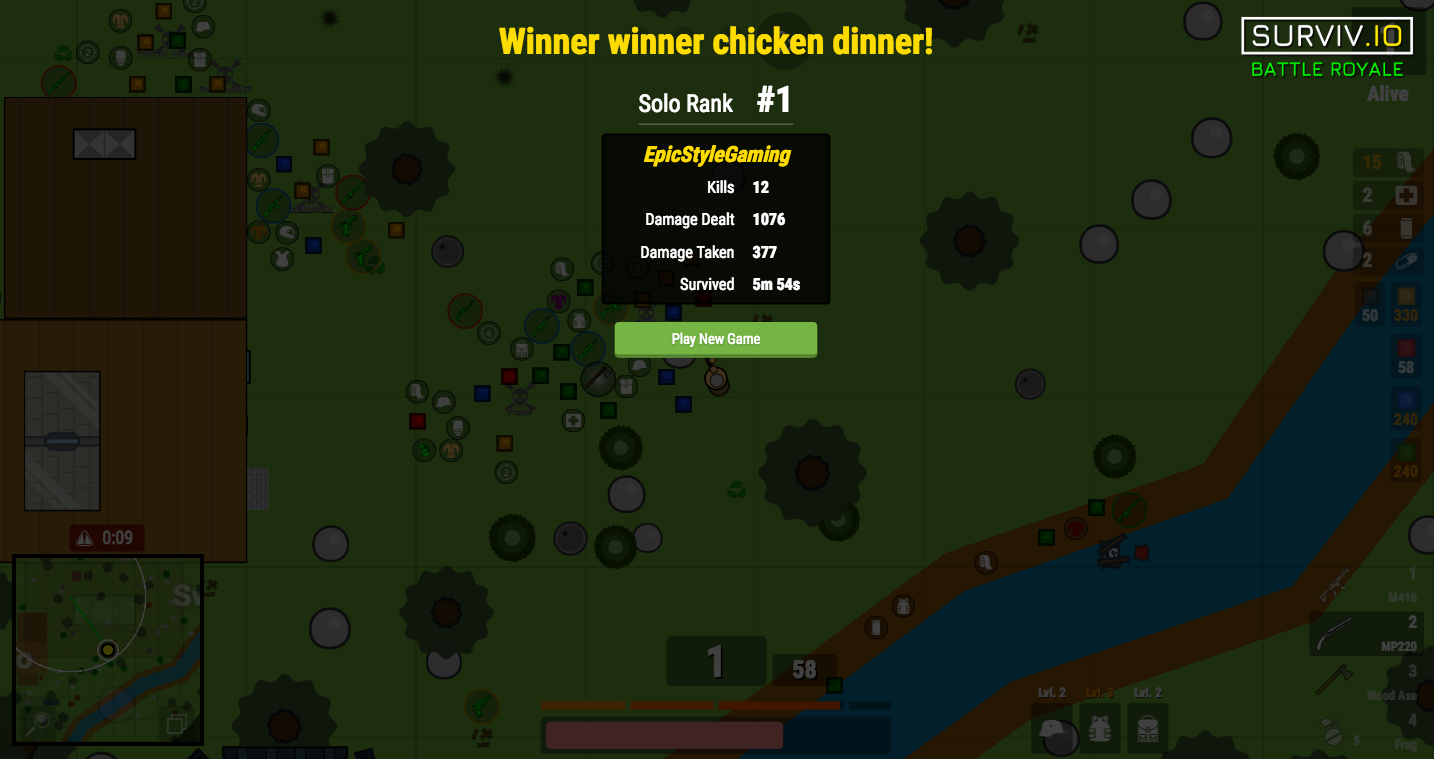 Winner winner chicken dinner!
SURVIV.IO
BATTLE ROYALE
Solo Rank #1
Alive
EpicStyleGaming
Kills 12
Damage Dealt 1076
Damage Taken 377
Survived 5m 54s
Play New Game
15
2
6
2
50 330
58
240
240
0:09
1
M416
2
MP220
3
Wood Axe
4
5 Frag
1 58
Lvl. 2 Lvl. 3 Lvl. 2